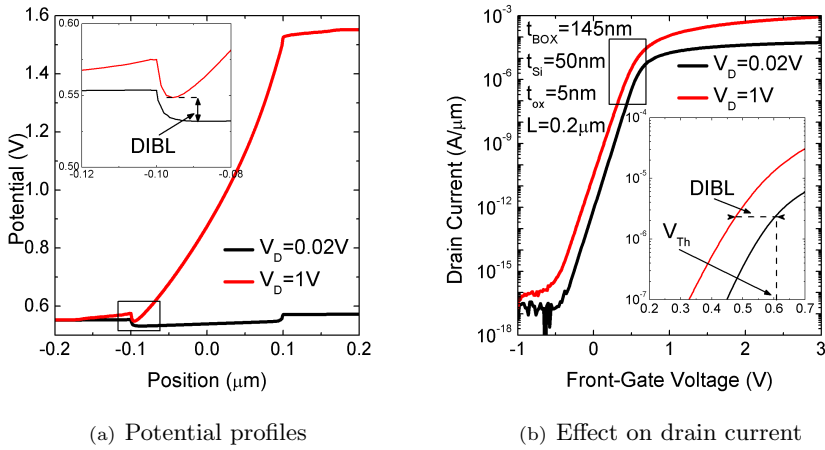 1.6
1.4
1.2
1.0
0.8
0.6
Potential (V)
-0.2
-0.1
0.0
0.1
0.2
Position (μm)
0.60
0.55
0.50
-0.12
-0.10
-0.08
DIBL
V_D=0.02V
V_D=1V
(a) Potential profiles
10^-3
10^-6
10^-9
10^-12
10^-15
10^-18
Drain Current (A/μm)
-1
0
1
2
3
Front-Gate Voltage (V)
t_BOX=145nm
t_Si=50nm
t_ox=5nm
L=0.2μm
V_D=0.02V
V_D=1V
10^-4
10^-5
10^-6
10^-7
0.2
0.3
0.4
0.5
0.6
0.7
DIBL
V_Th
(b) Effect on drain current